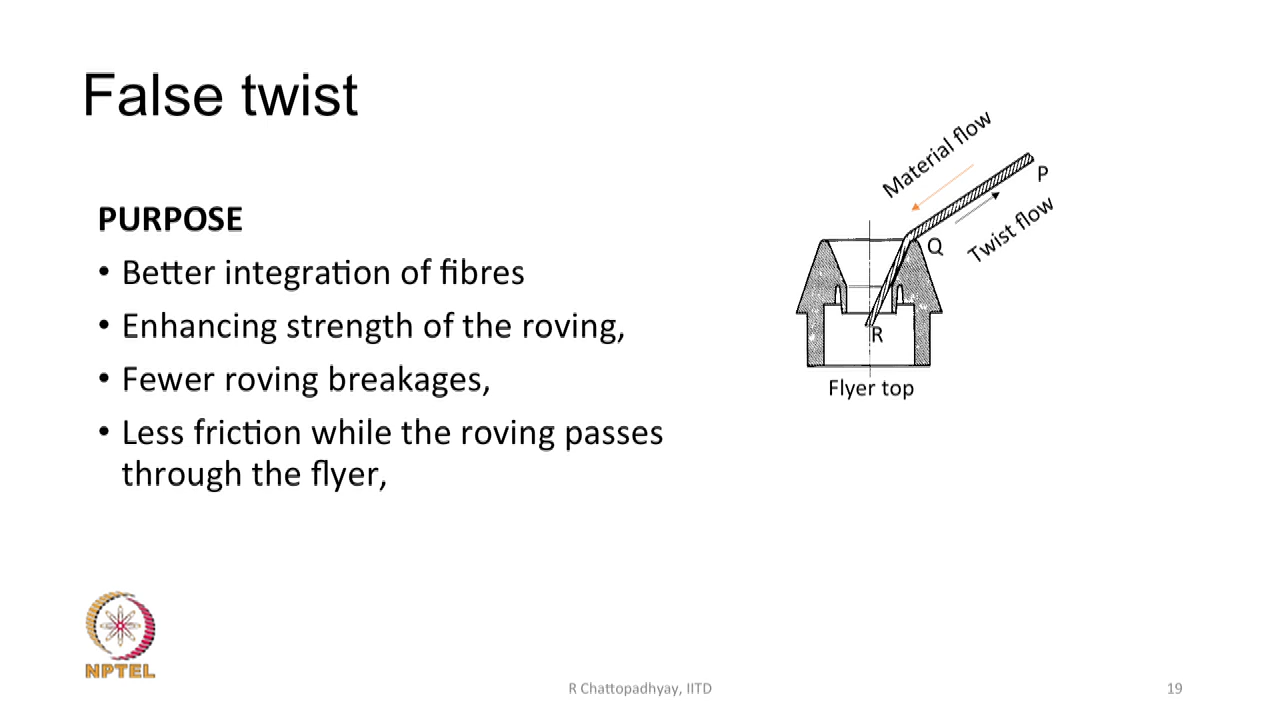 False twist
PURPOSE
• Better integration of fibres
• Enhancing strength of the roving,
• Fewer roving breakages,
• Less friction while the roving passes
through the flyer,
Material flow
P
Twist flow
Q
R
Flyer top
NPTEL
R Chattopadhyay, IITD
19